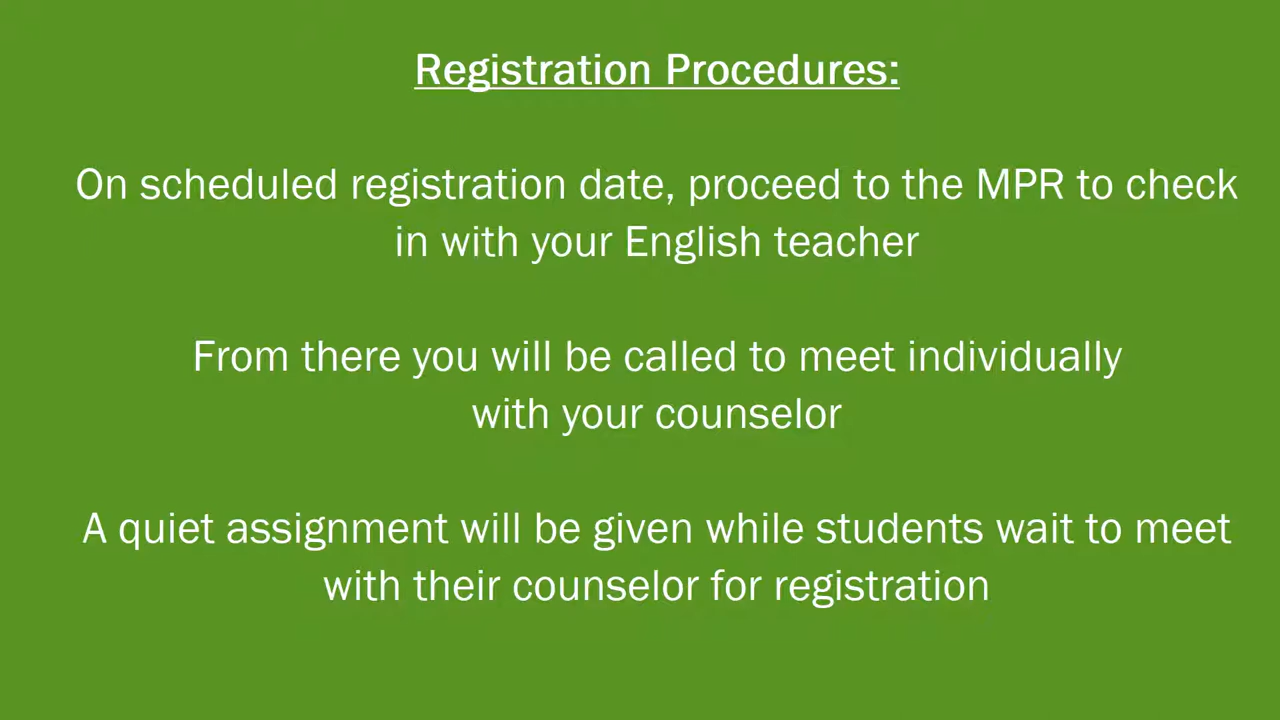 Registration Procedures:
On scheduled registration date, proceed to the MPR to check
in with your English teacher
From there you will be called to meet individually
with your counselor
A quiet assignment will be given while students wait to meet
with their counselor for registration